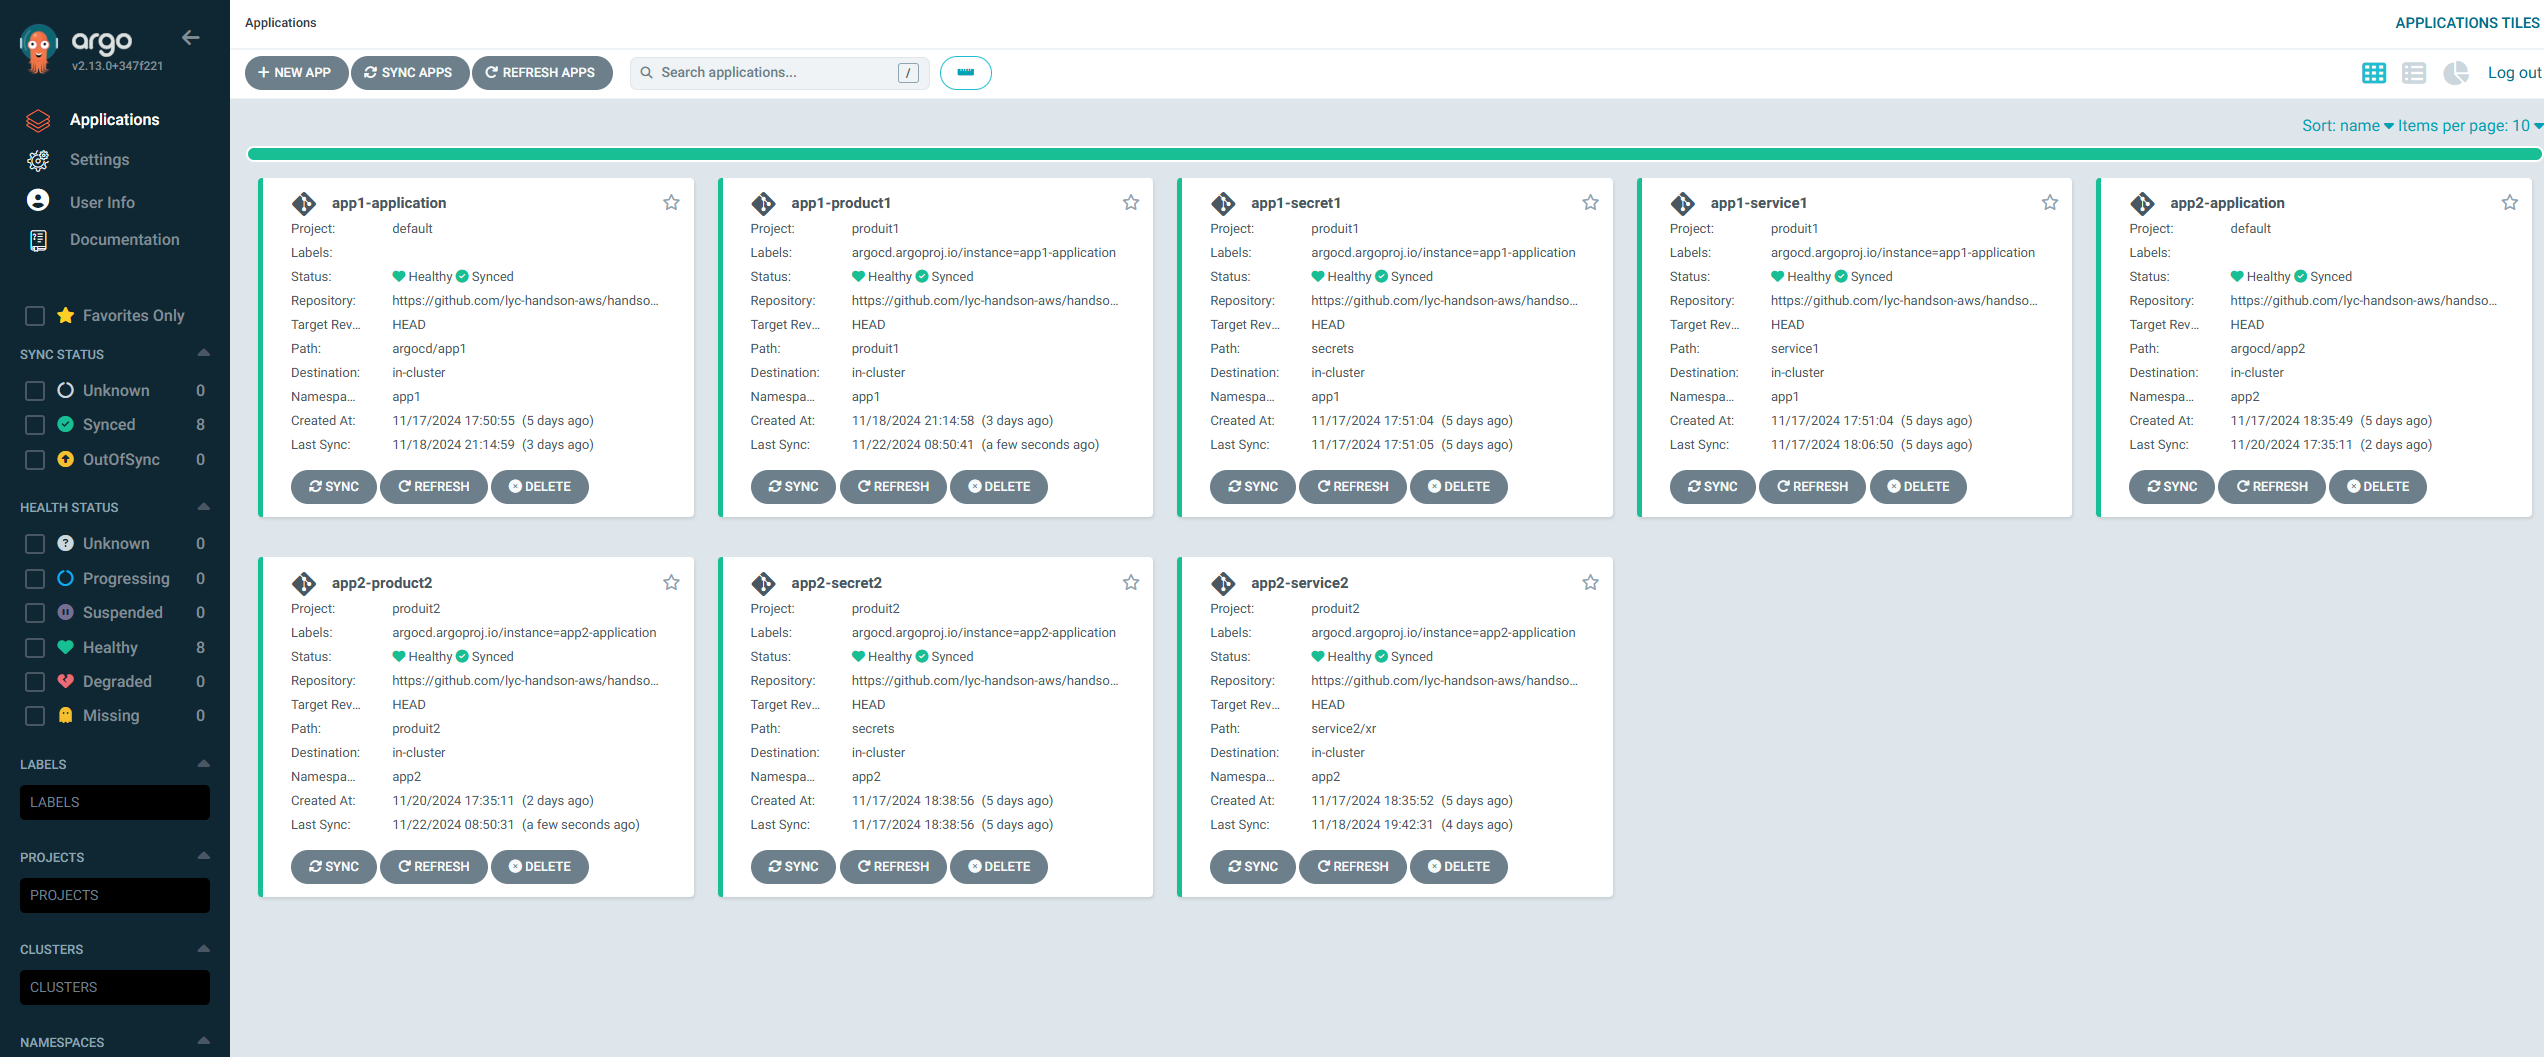 argo
v2.13.0+347f221
Applications
Settings
User Info
Documentation
Favorites Only
SYNC STATUS
Unknown 0
Synced 8
OutOfSync 0
HEALTH STATUS
Unknown 0
Progressing 0
Suspended 0
Healthy 8
Degraded 0
Missing 0
LABELS
LABELS
PROJECTS
PROJECTS
CLUSTERS
CLUSTERS
NAMESPACES
Applications
APPLICATIONS TILES
NEW APP SYNC APPS REFRESH APPS Search applications... / Log out
Sort: name Items per page: 10
app1-application
Project: default
Labels:
Status: Healthy Synced
Repository: https://github.com/lyc-handson-aws/handso...
Target Rev... HEAD
Path: argocd/app1
Destination: in-cluster
Namespa... app1
Created At: 11/17/2024 17:50:55 (5 days ago)
Last Sync: 11/18/2024 21:14:59 (3 days ago)
SYNC REFRESH DELETE
app1-product1
Project: produit1
Labels: argocd.argoproj.io/instance=app1-application
Status: Healthy Synced
Repository: https://github.com/lyc-handson-aws/handso...
Target Rev... HEAD
Path: produit1
Destination: in-cluster
Namespa... app1
Created At: 11/18/2024 21:14:58 (3 days ago)
Last Sync: 11/22/2024 08:50:41 (a few seconds ago)
SYNC REFRESH DELETE
app1-secret1
Project: produit1
Labels: argocd.argoproj.io/instance=app1-application
Status: Healthy Synced
Repository: https://github.com/lyc-handson-aws/handso...
Target Rev... HEAD
Path: secrets
Destination: in-cluster
Namespa... app1
Created At: 11/17/2024 17:51:04 (5 days ago)
Last Sync: 11/17/2024 17:51:05 (5 days ago)
SYNC REFRESH DELETE
app1-service1
Project: produit1
Labels: argocd.argoproj.io/instance=app1-application
Status: Healthy Synced
Repository: https://github.com/lyc-handson-aws/handso...
Target Rev... HEAD
Path: service1
Destination: in-cluster
Namespa... app1
Created At: 11/17/2024 17:51:04 (5 days ago)
Last Sync: 11/17/2024 18:06:50 (5 days ago)
SYNC REFRESH DELETE
app2-application
Project: default
Labels:
Status: Healthy Synced
Repository: https://github.com/lyc-handson-aws/handso...
Target Rev... HEAD
Path: argocd/app2
Destination: in-cluster
Namespa... app2
Created At: 11/17/2024 18:35:49 (5 days ago)
Last Sync: 11/20/2024 17:35:11 (2 days ago)
SYNC REFRESH DELETE
app2-product2
Project: produit2
Labels: argocd.argoproj.io/instance=app2-application
Status: Healthy Synced
Repository: https://github.com/lyc-handson-aws/handso...
Target Rev... HEAD
Path: produit2
Destination: in-cluster
Namespa... app2
Created At: 11/20/2024 17:35:11 (2 days ago)
Last Sync: 11/22/2024 08:50:31 (a few seconds ago)
SYNC REFRESH DELETE
app2-secret2
Project: produit2
Labels: argocd.argoproj.io/instance=app2-application
Status: Healthy Synced
Repository: https://github.com/lyc-handson-aws/handso...
Target Rev... HEAD
Path: secrets
Destination: in-cluster
Namespa... app2
Created At: 11/17/2024 18:38:56 (5 days ago)
Last Sync: 11/17/2024 18:38:56 (5 days ago)
SYNC REFRESH DELETE
app2-service2
Project: produit2
Labels: argocd.argoproj.io/instance=app2-application
Status: Healthy Synced
Repository: https://github.com/lyc-handson-aws/handso...
Target Rev... HEAD
Path: service2/xr
Destination: in-cluster
Namespa... app2
Created At: 11/17/2024 18:35:52 (5 days ago)
Last Sync: 11/18/2024 19:42:31 (4 days ago)
SYNC REFRESH DELETE